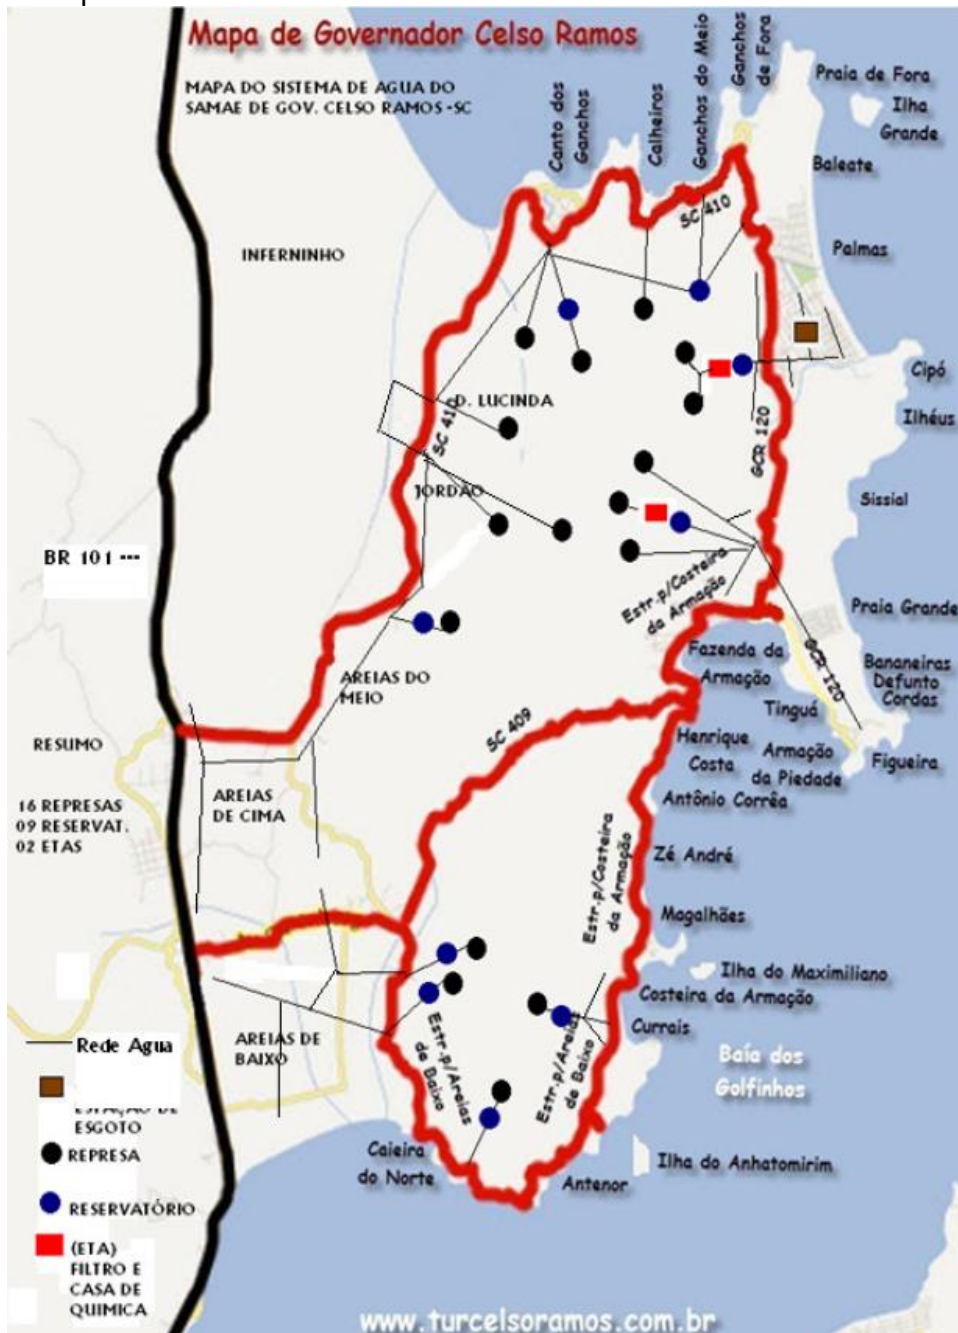 Mapa de Governador Celso Ramos
MAPA DO SISTEMA DE AGUA DO
SAMAE DE GOV. CELSO RAMOS -SC
Canto dos
Ganchos
Calheiros
Ganchos do Meio
Ganchos
de Fora
Praia de Fora
Ilha
Grande
Baleate
SC 410
Palmas
INFERNINHO
Cipó
D. LUCINDA
SC 410
Ilhéus
GCR 120
JORDÃO
Sissial
BR 101 ---
Estr.p/Costeira
da Armação
Praia Grande
Fazenda da
Armação
GCR 120
Bananeiras
Defunto
Cordas
AREIAS DO
MEIO
Tinguá
SC 409
RESUMO
Henrique
Costa
Armação
da Piedade
Figueira
16 REPRESAS
09 RESERVAT.
02 ETAS
AREIAS
DE CIMA
Antônio Corrêa
Zé André
Estr.p/Costeira
da Armação
Magalhães
Ilha do Maximiliano
Costeira da Armação
Currais
AREIAS DE
BAIXO
Estr.p/Areias
de Baixo
Estr.p/Areias
de Baixo
Baía dos
Golfinhos
Rede Agua
ESTAÇÃO DE
ESGOTO
REPRESA
Caieira
do Norte
Antenor
Ilha do Anhatomirim
RESERVATÓRIO
(ETA)
FILTRO E
CASA DE
QUIMICA
www.turcelsoramos.com.br